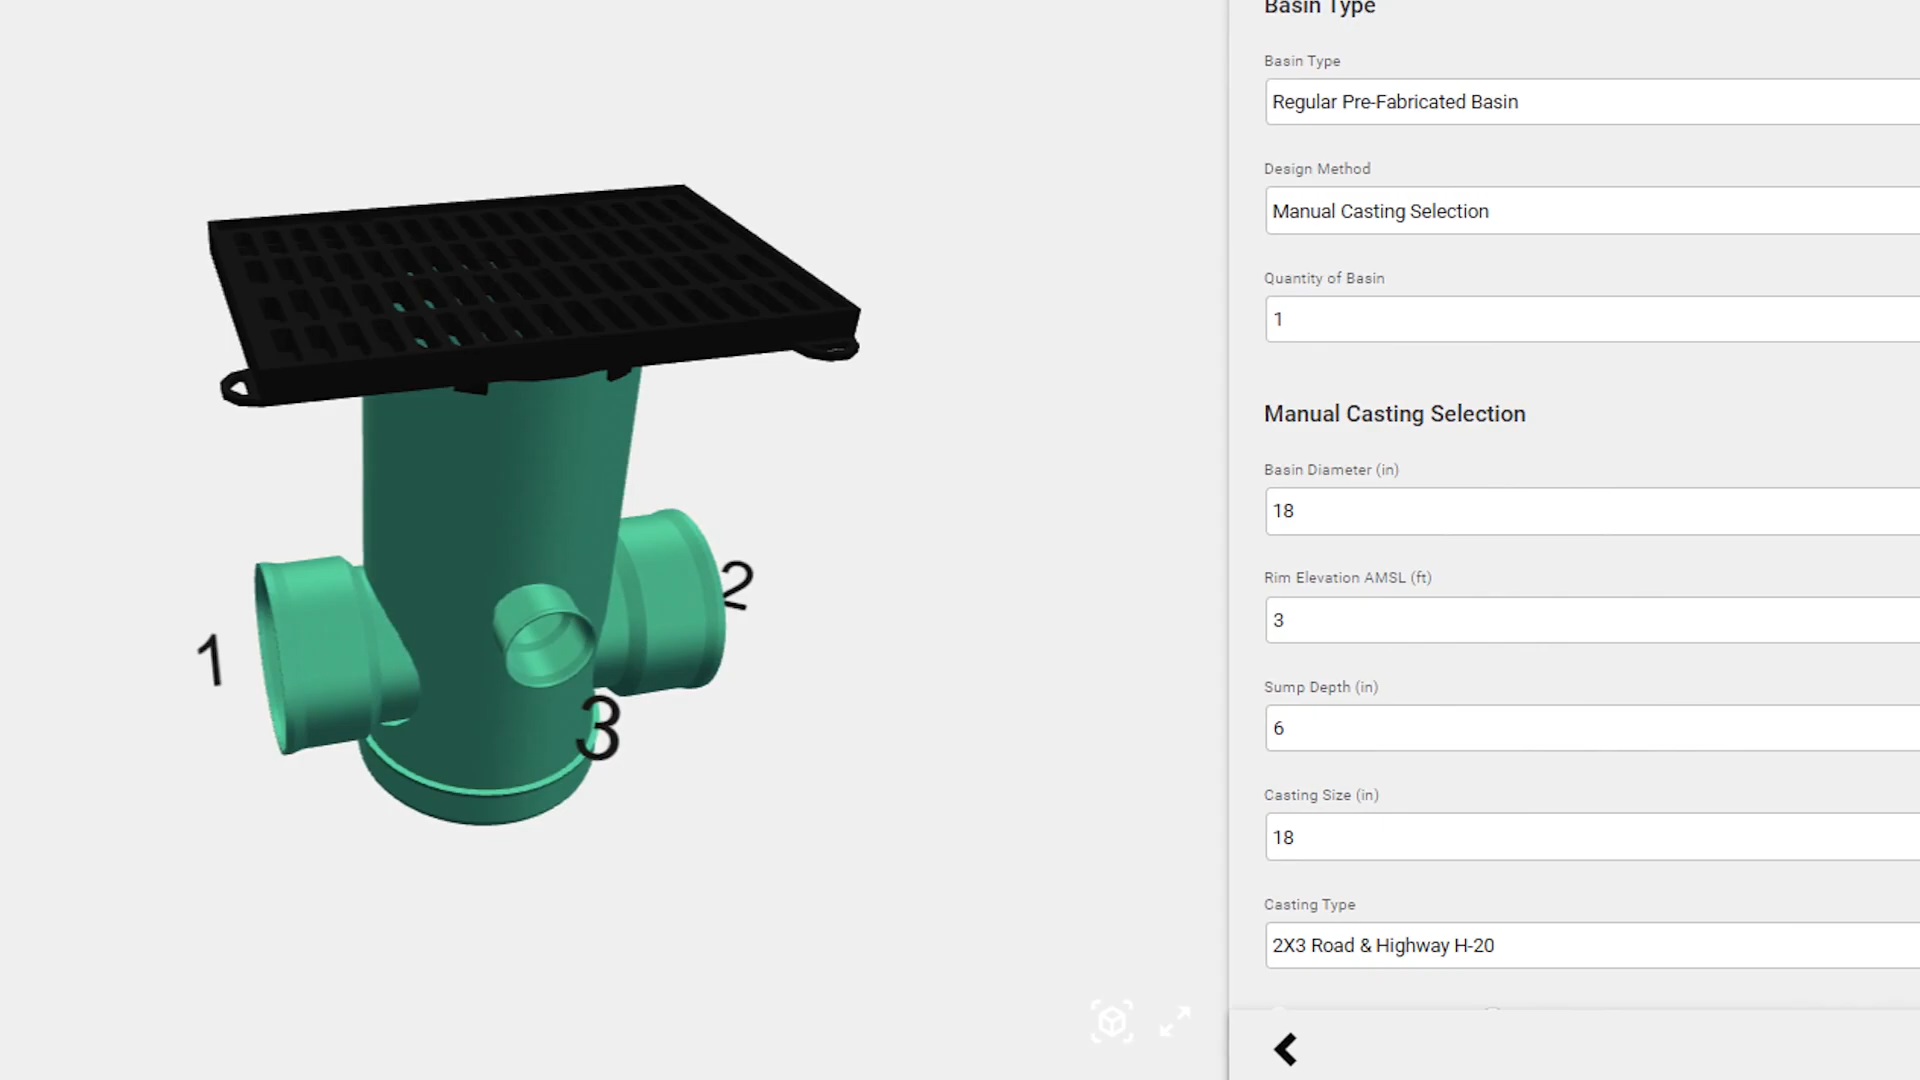 Basin Type
Basin Type
Regular Pre-Fabricated Basin
Design Method
Manual Casting Selection
Quantity of Basin
1
Manual Casting Selection
Basin Diameter (in)
18
Rim Elevation AMSL (ft)
3
Sump Depth (in)
6
Casting Size (in)
18
Casting Type
2X3 Road & Highway H-20
1
2
3